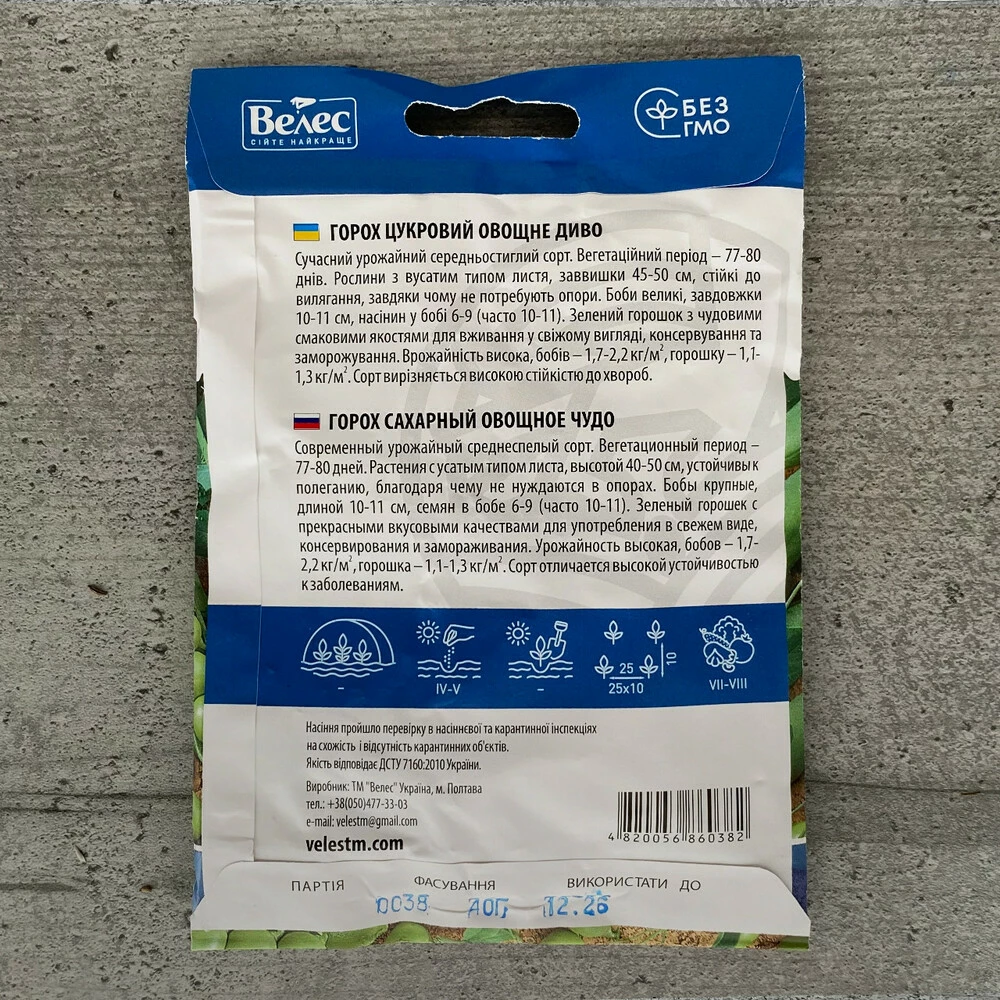 Велес
СІЙТЕ НАЙКРАЩЕ
БЕЗ
ГМО
ГОРОХ ЦУКРОВИЙ ОВОЩНЕ ДИВО
Сучасний урожайний середньостиглий сорт. Вегетаційний період – 77-80
днів. Рослини з вусатим типом листя, заввишки 45-50 см, стійкі до
вилягання, завдяки чому не потребують опори. Боби великі, завдовжки
10-11 см, насінин у бобі 6-9 (часто 10-11). Зелений горошок з чудовими
смаковими якостями для вживання у свіжому вигляді, консервування та
заморожування. Врожайність висока, бобів – 1,7-2,2 кг/м², горошку – 1,1-
1,3 кг/м². Сорт вирізняється високою стійкістю до хвороб.
ГОРОХ САХАРНЫЙ ОВОЩНОЕ ЧУДО
Современный урожайный среднеспелый сорт. Вегетационный период –
77-80 дней. Растения с усатым типом листа, высотой 40-50 см, устойчивы к
полеганию, благодаря чему не нуждаются в опорах. Бобы крупные,
длиной 10-11 см, семян в бобе 6-9 (часто 10-11). Зеленый горошек с
прекрасными вкусовыми качествами для употребления в свежем виде,
консервирования и замораживания. Урожайность высокая, бобов – 1,7-
2,2 кг/м², горошка – 1,1-1,3 кг/м². Сорт отличается высокой устойчивостью
к заболеваниям.
25 10
– IV-V – 25x10 VII-VIII
Насіння пройшло перевірку в насіннєвої та карантинної інспекціях
на схожість і відсутність карантинних об'єктів.
Якість відповідає ДСТУ 7160:2010 України.
Виробник: ТМ "Велес" Україна, м. Полтава
тел.: +38(050)477-33-03
e-mail: velestm@gmail.com
velestm.com
4 820056 860382
ПАРТІЯ ФАСУВАННЯ ВИКОРИСТАТИ ДО
0038 12.26